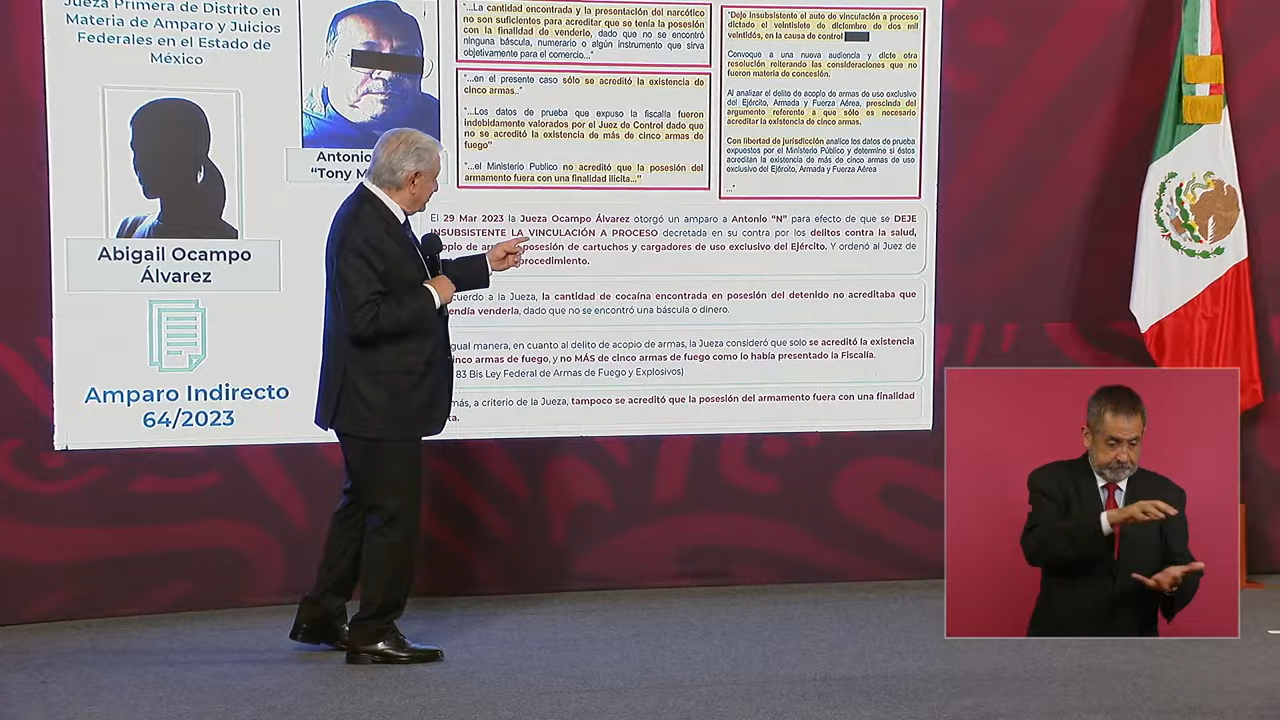 Jueza Primera de Distrito en
Materia de Amparo y Juicios
Federales en el Estado de
México
Abigail Ocampo
Álvarez
Amparo Indirecto
64/2023
Antonio
“Tony M
“...La cantidad encontrada y la presentación del narcótico
no son suficientes para acreditar que se tenía la posesión
con la finalidad de venderlo, dado que no se encontró
ninguna báscula, numerario o algún instrumento que sirva
objetivamente para el comercio...”
“...en el presente caso sólo se acreditó la existencia de
cinco armas..”
“...Los datos de prueba que expuso la fiscalía fueron
indebidamente valorados por el Juez de Control dado que
no se acreditó la existencia de más de cinco armas de
fuego”
“...el Ministerio Publico no acreditó que la posesión del
armamento fuera con una finalidad ilícita...”
“Deje Insubsistente el auto de vinculación a proceso
dictado el veintisiete de diciembre de dos mil
veintidós, en la causa de control
Convoque a una nueva audiencia y dicte otra
resolución reiterando las consideraciones que no
fueron materia de concesión.
Al analizar el delito de acopio de armas de uso exclusivo
del Ejército, Armada y Fuerza Aérea, prescinda del
argumento referente a que sólo es necesario
acreditar la existencia de cinco armas.
Con libertad de jurisdicción analice los datos de prueba
expuestos por el Ministerio Público y determine si éstos
acreditan la existencia de más de cinco armas de uso
exclusivo del Ejército, Armada y Fuerza Aérea
...”
El 29 Mar 2023 la Jueza Ocampo Álvarez otorgó un amparo a Antonio “N” para efecto de que se DEJE
INSUBSISTENTE LA VINCULACIÓN A PROCESO decretada en su contra por los delitos contra la salud,
opio de ar posesión de cartuchos y cargadores de uso exclusivo del Ejército. Y ordenó al Juez de
procedimiento.
cuerdo a la Jueza, la cantidad de cocaína encontrada en posesión del detenido no acreditaba que
endía venderla, dado que no se encontró una báscula o dinero.
gual manera, en cuanto al delito de acopio de armas, la Jueza consideró que solo se acreditó la existencia
inco armas de fuego, y no MÁS de cinco armas de fuego como lo había presentado la Fiscalía.
83 Bis Ley Federal de Armas de Fuego y Explosivos)
más, a criterio de la Jueza, tampoco se acreditó que la posesión del armamento fuera con una finalidad
ta.